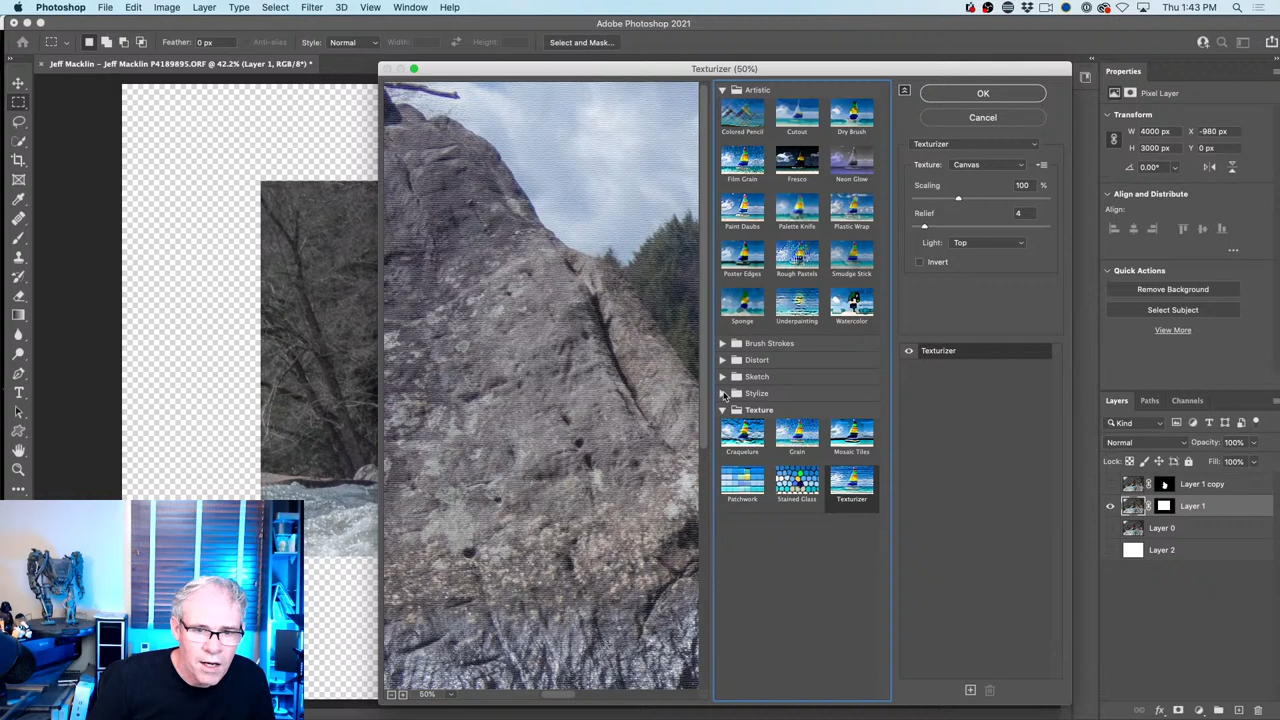 Photoshop File Edit Image Layer Type Select Filter 3D View Window Help Thu 1:43 PM
Adobe Photoshop 2021
Feather: 0 px Anti-alias Style: Normal Width: Height: Select and Mask...
Jeff Macklin – Jeff Macklin P4189895.ORF @ 42.2% (Layer 1, RGB/8*) *
Texturizer (50%)
Artistic
Colored Pencil Cutout Dry Brush
Film Grain Fresco Neon Glow
Paint Daubs Palette Knife Plastic Wrap
Poster Edges Rough Pastels Smudge Stick
Sponge Underpainting Watercolor
Brush Strokes
Distort
Sketch
Stylize
Texture
Craquelure Grain Mosaic Tiles
Patchwork Stained Glass Texturizer
50%
OK
Cancel
Texturizer
Texture: Canvas
Scaling 100 %
Relief 4
Light: Top
Invert
Texturizer
Properties
Pixel Layer
Transform
W 4000 px X -980 px
H 3000 px Y 0 px
0.00°
Align and Distribute
Align:
Quick Actions
Remove Background
Select Subject
View More
Layers Paths Channels
Kind
Normal Opacity: 100%
Lock: Fill: 100%
Layer 1 copy
Layer 1
Layer 0
Layer 2
fx